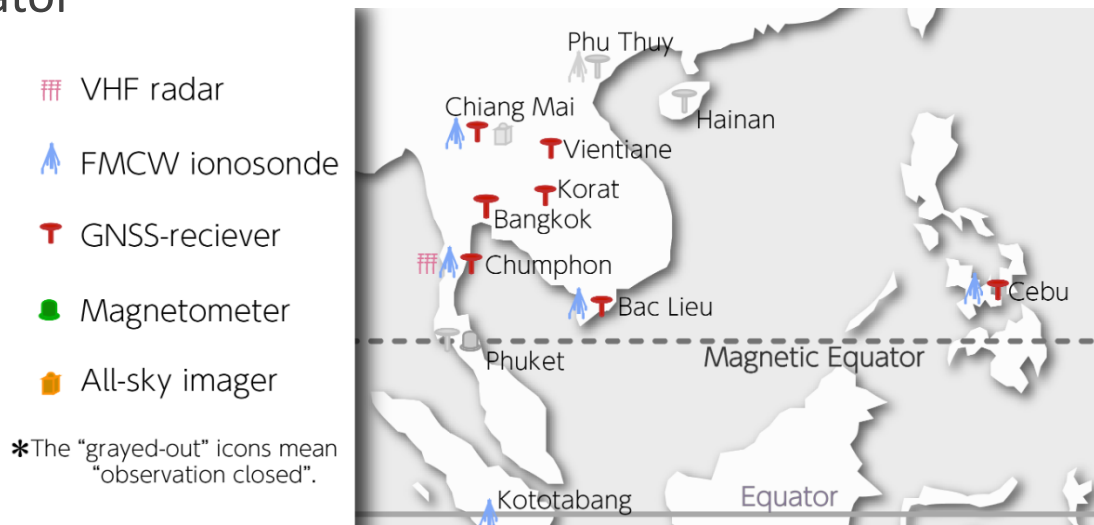 VHF radar
FMCW ionosonde
GNSS-reciever
Magnetometer
All-sky imager
*The “grayed-out” icons mean
“observation closed”.
Phu Thuy
Hainan
Chiang Mai
Vientiane
Korat
Bangkok
Chumphon
Bac Lieu
Cebu
Magnetic Equator
Phuket
Kototabang
Equator